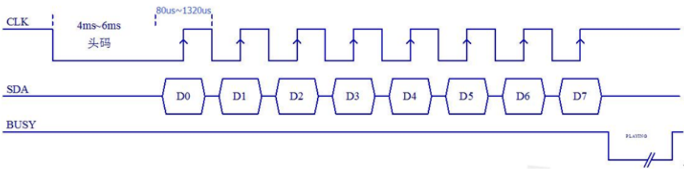 80us~1320us
CLK
4ms~6ms
头码
SDA
D0 D1 D2 D3 D4 D5 D6 D7
BUSY
PLAYING